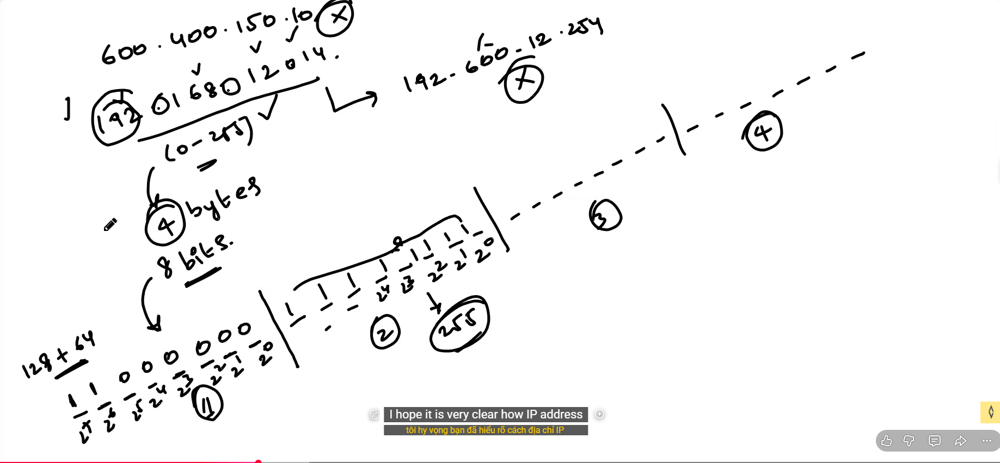 600.400.150.10 X
192.168.12.14.
192.600.12.254
X
(0-255)
4 bytes
8 bits.
128+64
1 1 0 0 0 0 0 0
2^7 2^6 2^5 2^4 2^3 2^2 2^1 2^0
1
1 1 1 1 1 1 1 1
2^4 2^3 2^2 2^1 2^0
2
255
3
4
I hope it is very clear how IP address
tôi hy vọng bạn đã hiểu rõ cách địa chỉ IP